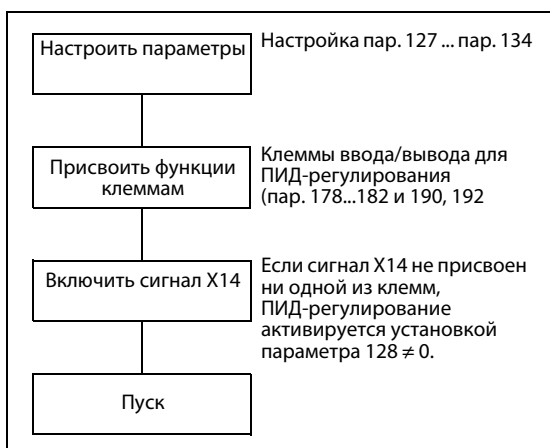 Настроить параметры
Настройка пар. 127 ... пар. 134
Присвоить функции
клеммам
Клеммы ввода/вывода для
ПИД-регулирования
(пар. 178...182 и 190, 192
Включить сигнал X14
Если сигнал X14 не присвоен
ни одной из клемм,
ПИД-регулирование
активируется установкой
параметра 128 ≠ 0.
Пуск